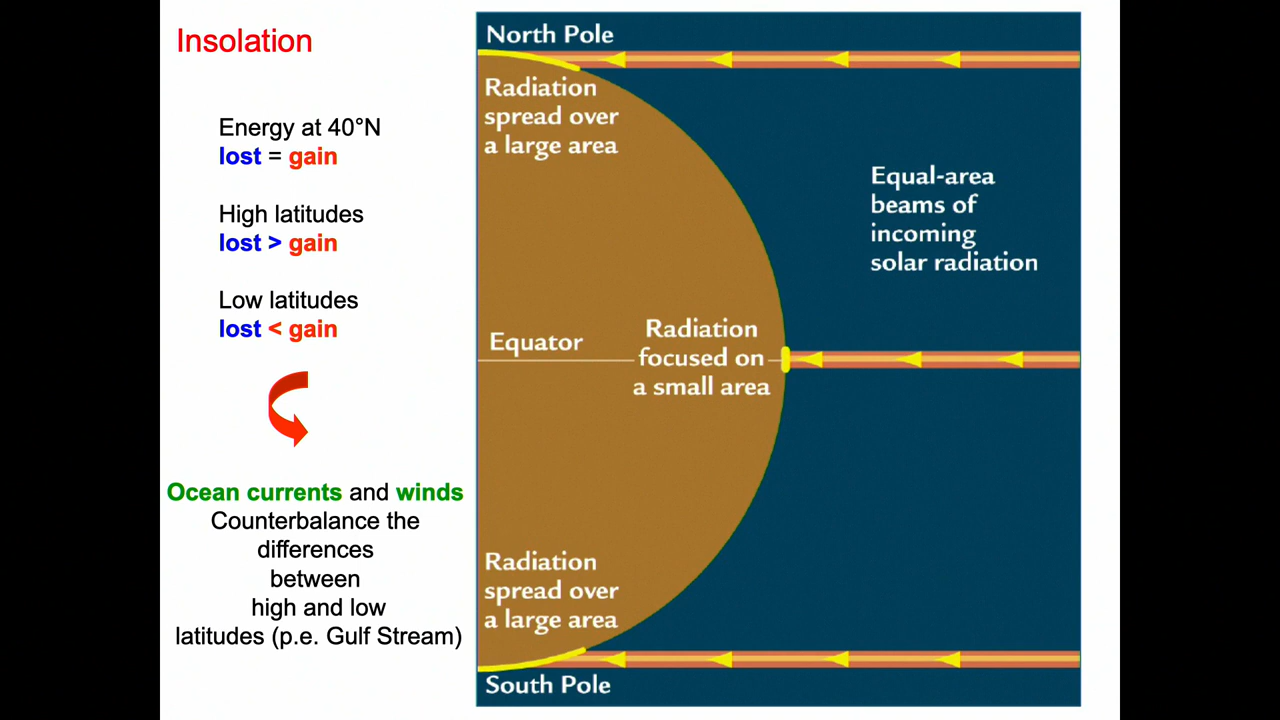 Insolation
Energy at 40°N
lost = gain
High latitudes
lost > gain
Low latitudes
lost < gain
Ocean currents and winds
Counterbalance the
differences
between
high and low
latitudes (p.e. Gulf Stream)
North Pole
Radiation
spread over
a large area
Equal-area
beams of
incoming
solar radiation
Equator
Radiation
focused on
a small area
Radiation
spread over
a large area
South Pole